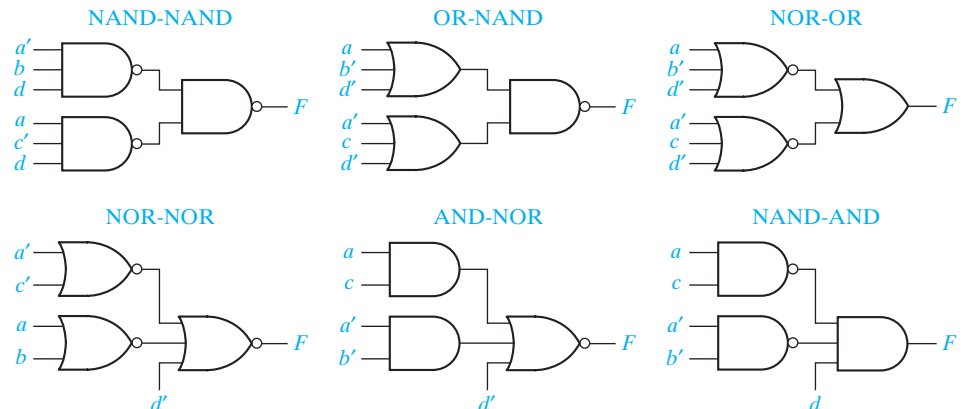 NAND-NAND
a′
b
d
a
c′
d
F
OR-NAND
a
b′
d′
a′
c
d′
F
NOR-OR
a
b′
d′
a′
c
d′
F
NOR-NOR
a′
c′
a
b
d′
F
AND-NOR
a
c
a′
b′
d′
F
NAND-AND
a
c
a′
b′
d
F